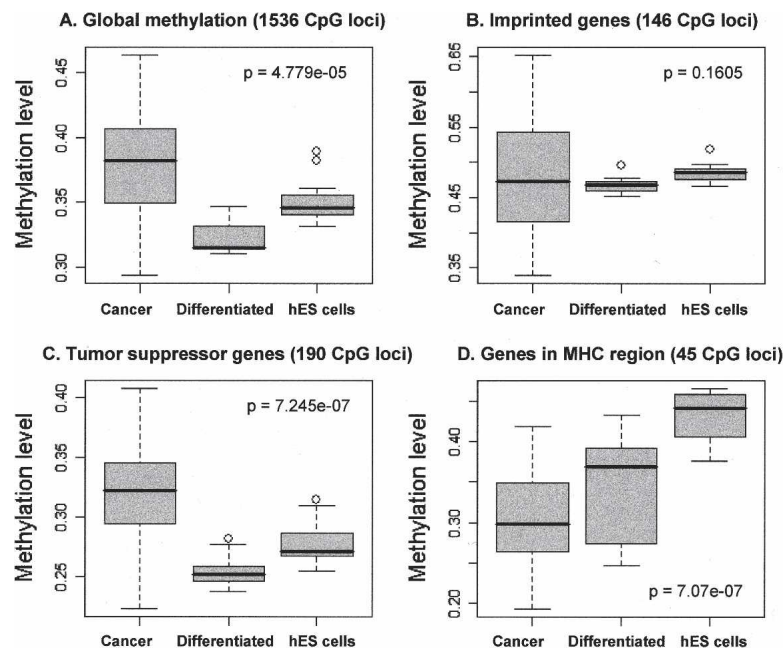 A. Global methylation (1536 CpG loci)
Methylation level
0.45
0.40
0.35
0.30
p = 4.779e-05
Cancer
Differentiated
hES cells
B. Imprinted genes (146 CpG loci)
Methylation level
0.65
0.55
0.45
0.35
p = 0.1605
Cancer
Differentiated
hES cells
C. Tumor suppressor genes (190 CpG loci)
Methylation level
0.40
0.35
0.30
0.25
p = 7.245e-07
Cancer
Differentiated
hES cells
D. Genes in MHC region (45 CpG loci)
Methylation level
0.40
0.30
0.20
p = 7.07e-07
Cancer
Differentiated
hES cells